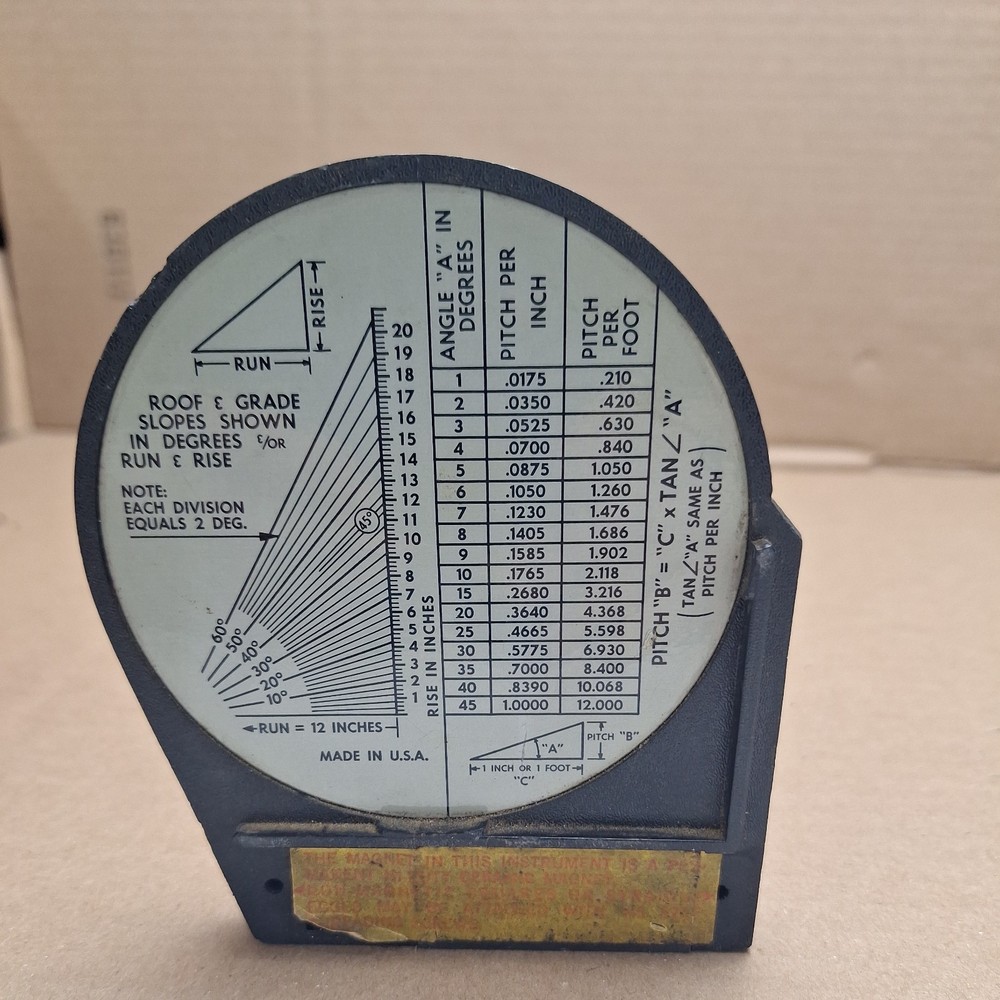 RISE
RUN
ROOF & GRADE
SLOPES SHOWN
IN DEGREES &/OR
RUN & RISE
NOTE:
EACH DIVISION
EQUALS 2 DEG.
45°
60°
50°
40°
30°
20°
10°
20
19
18
17
16
15
14
13
12
11
10
9
8
7
6
5
4
3
2
1
RISE IN INCHES
RUN = 12 INCHES
MADE IN U.S.A.
ANGLE "A" IN DEGREES PITCH PER INCH PITCH PER FOOT
1 .0175 .210
2 .0350 .420
3 .0525 .630
4 .0700 .840
5 .0875 1.050
6 .1050 1.260
7 .1230 1.476
8 .1405 1.686
9 .1585 1.902
10 .1765 2.118
15 .2680 3.216
20 .3640 4.368
25 .4665 5.598
30 .5775 6.930
35 .7000 8.400
40 .8390 10.068
45 1.0000 12.000
PITCH "B" = "C" x TAN∠"A"
(TAN∠"A" SAME AS
PITCH PER INCH)
"A"
PITCH "B"
1 INCH OR 1 FOOT
"C"
THE MAGNET IN THIS INSTRUMENT IS A